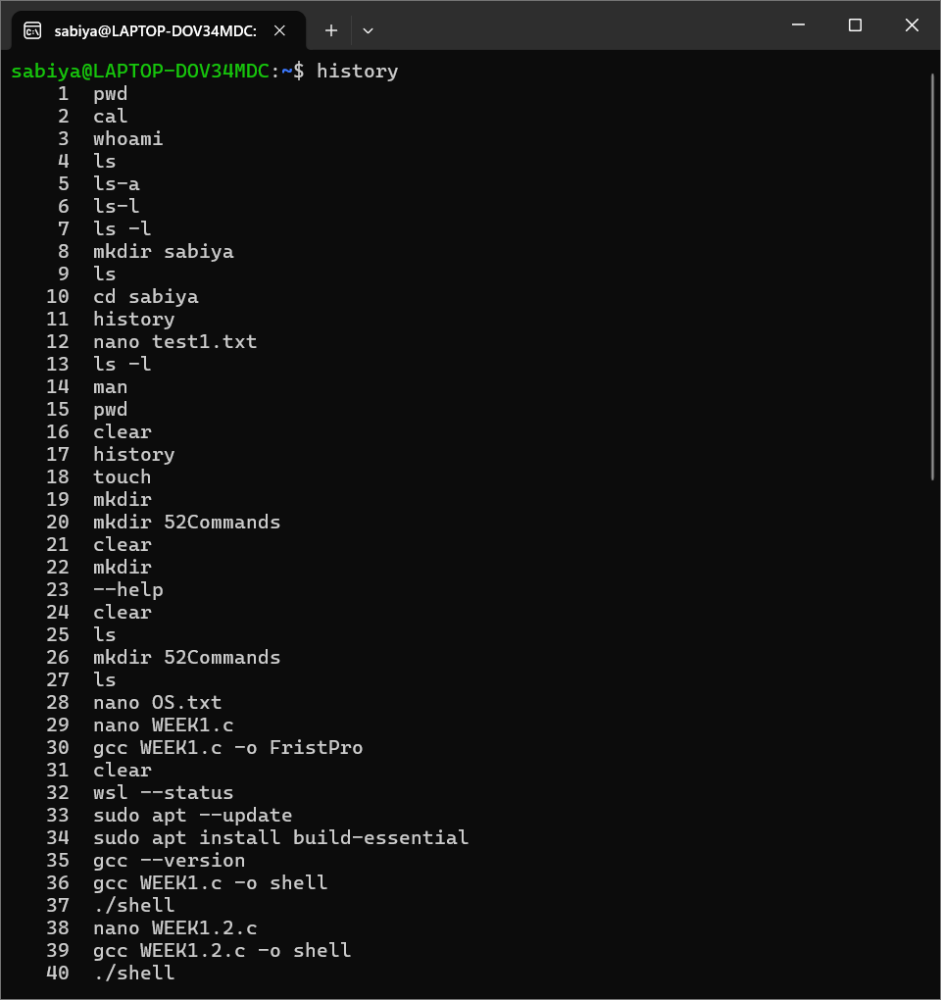 sabiya@LAPTOP-DOV34MDC:
sabiya@LAPTOP-DOV34MDC:~$ history
1 pwd
2 cal
3 whoami
4 ls
5 ls-a
6 ls-l
7 ls -l
8 mkdir sabiya
9 ls
10 cd sabiya
11 history
12 nano test1.txt
13 ls -l
14 man
15 pwd
16 clear
17 history
18 touch
19 mkdir
20 mkdir 52Commands
21 clear
22 mkdir
23 --help
24 clear
25 ls
26 mkdir 52Commands
27 ls
28 nano OS.txt
29 nano WEEK1.c
30 gcc WEEK1.c -o FristPro
31 clear
32 wsl --status
33 sudo apt --update
34 sudo apt install build-essential
35 gcc --version
36 gcc WEEK1.c -o shell
37 ./shell
38 nano WEEK1.2.c
39 gcc WEEK1.2.c -o shell
40 ./shell